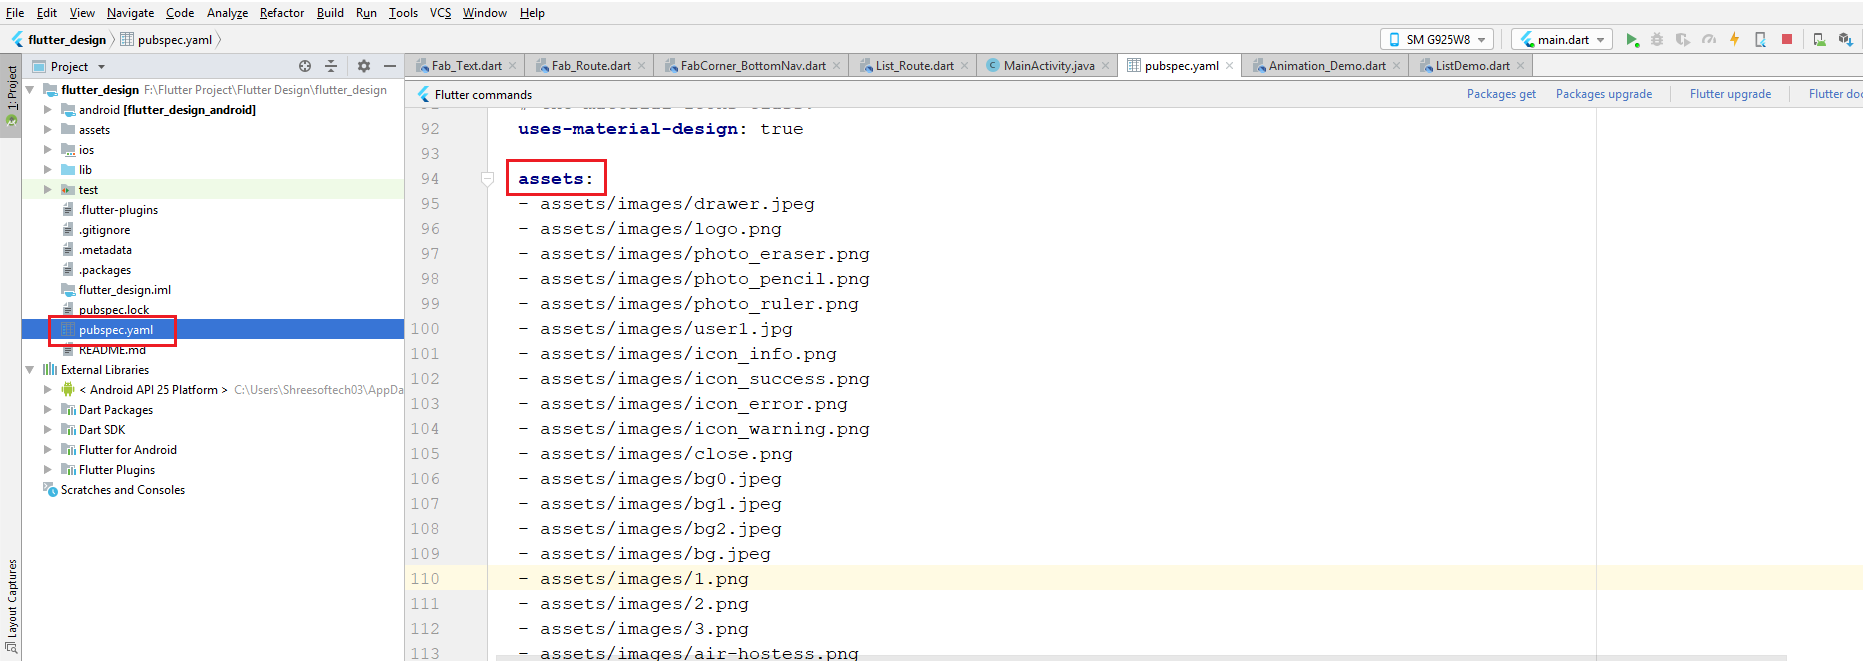 File Edit View Navigate Code Analyze Refactor Build Run Tools VCS Window Help
flutter_design pubspec.yaml SM G925W8 main.dart
1: Project
Project
Fab_Text.dart Fab_Route.dart FabCorner_BottomNav.dart List_Route.dart MainActivity.java pubspec.yaml Animation_Demo.dart ListDemo.dart
Flutter commands Packages get Packages upgrade Flutter upgrade Flutter doc
flutter_design F:\Flutter Project\Flutter Design\flutter_design
android [flutter_design_android]
assets
ios
lib
test
.flutter-plugins
.gitignore
.metadata
.packages
flutter_design.iml
pubspec.lock
pubspec.yaml
README.md
External Libraries
< Android API 25 Platform > C:\Users\Shreesoftech03\AppDa
Dart Packages
Dart SDK
Flutter for Android
Flutter Plugins
Scratches and Consoles
Layout Captures
92 uses-material-design: true
93
94 assets:
95 - assets/images/drawer.jpeg
96 - assets/images/logo.png
97 - assets/images/photo_eraser.png
98 - assets/images/photo_pencil.png
99 - assets/images/photo_ruler.png
100 - assets/images/user1.jpg
101 - assets/images/icon_info.png
102 - assets/images/icon_success.png
103 - assets/images/icon_error.png
104 - assets/images/icon_warning.png
105 - assets/images/close.png
106 - assets/images/bg0.jpeg
107 - assets/images/bg1.jpeg
108 - assets/images/bg2.jpeg
109 - assets/images/bg.jpeg
110 - assets/images/1.png
111 - assets/images/2.png
112 - assets/images/3.png
113 - assets/images/air-hostess.png